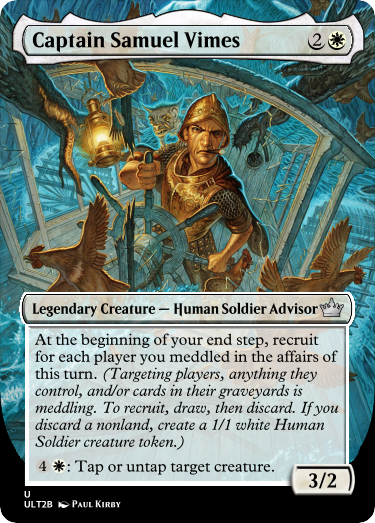 Captain Samuel Vimes 2
Legendary Creature — Human Soldier Advisor
At the beginning of your end step, recruit
for each player you meddled in the affairs of
this turn. (Targeting players, anything they
control, and/or cards in their graveyards is
meddling. To recruit, draw, then discard. If you
discard a nonland, create a 1/1 white Human
Soldier creature token.)
4 : Tap or untap target creature.
3/2
U
ULT2B Paul Kirby